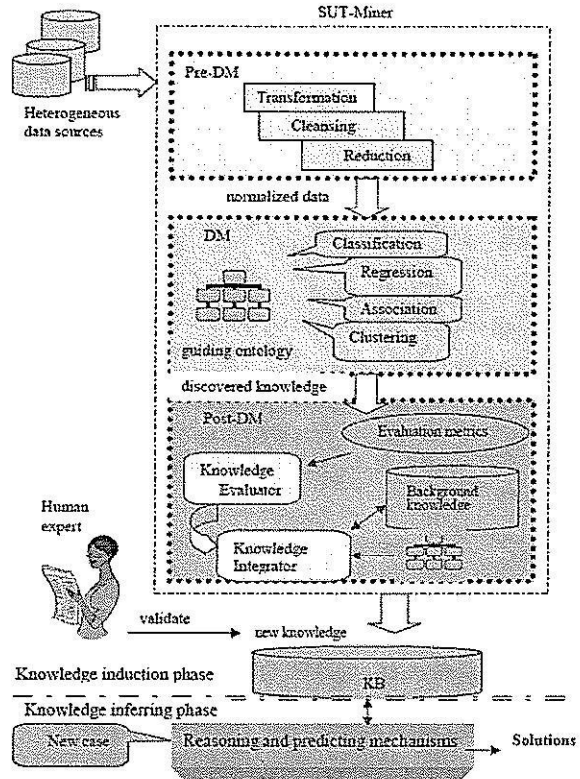 SUT-Miner
Pre-DM
Transformation
Cleansing
Reduction
Heterogeneous
data sources
normalized data
DM
Classification
Regression
Association
Clustering
guiding ontology
discovered knowledge
Post-DM
Evaluation metrics
Knowledge
Evaluator
Background
knowledge
Human
expert
Knowledge
Integrator
validate
new knowledge
Knowledge induction phase
KB
Knowledge inferring phase
New case
Reasoning and predicting mechanisms
Solutions